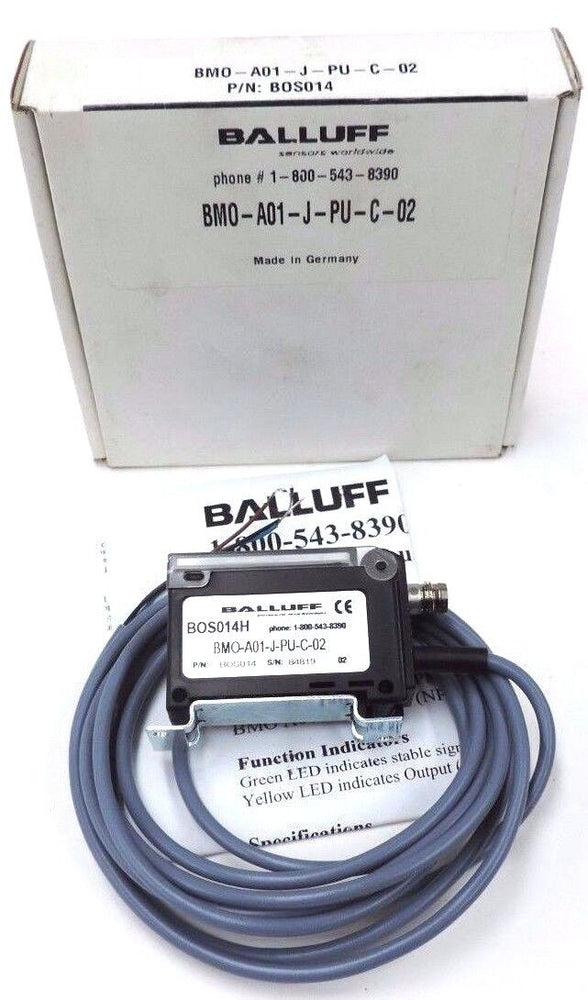 BMO-A01-J-PU-C-02
P/N: BOS014
BALLUFF
sensors worldwide
phone # 1-800-543-8390
BMO-A01-J-PU-C-02
Made in Germany
BALLUFF
1-800-543-8390
BALLUFF CE
BOS014H phone: 1-800-543-8390
BMO-A01-J-PU-C-02
P/N: BOS014 S/N: 84819 02
Function Indicators
Green LED indicates stable sig
Yellow LED indicates Output (
Specifications